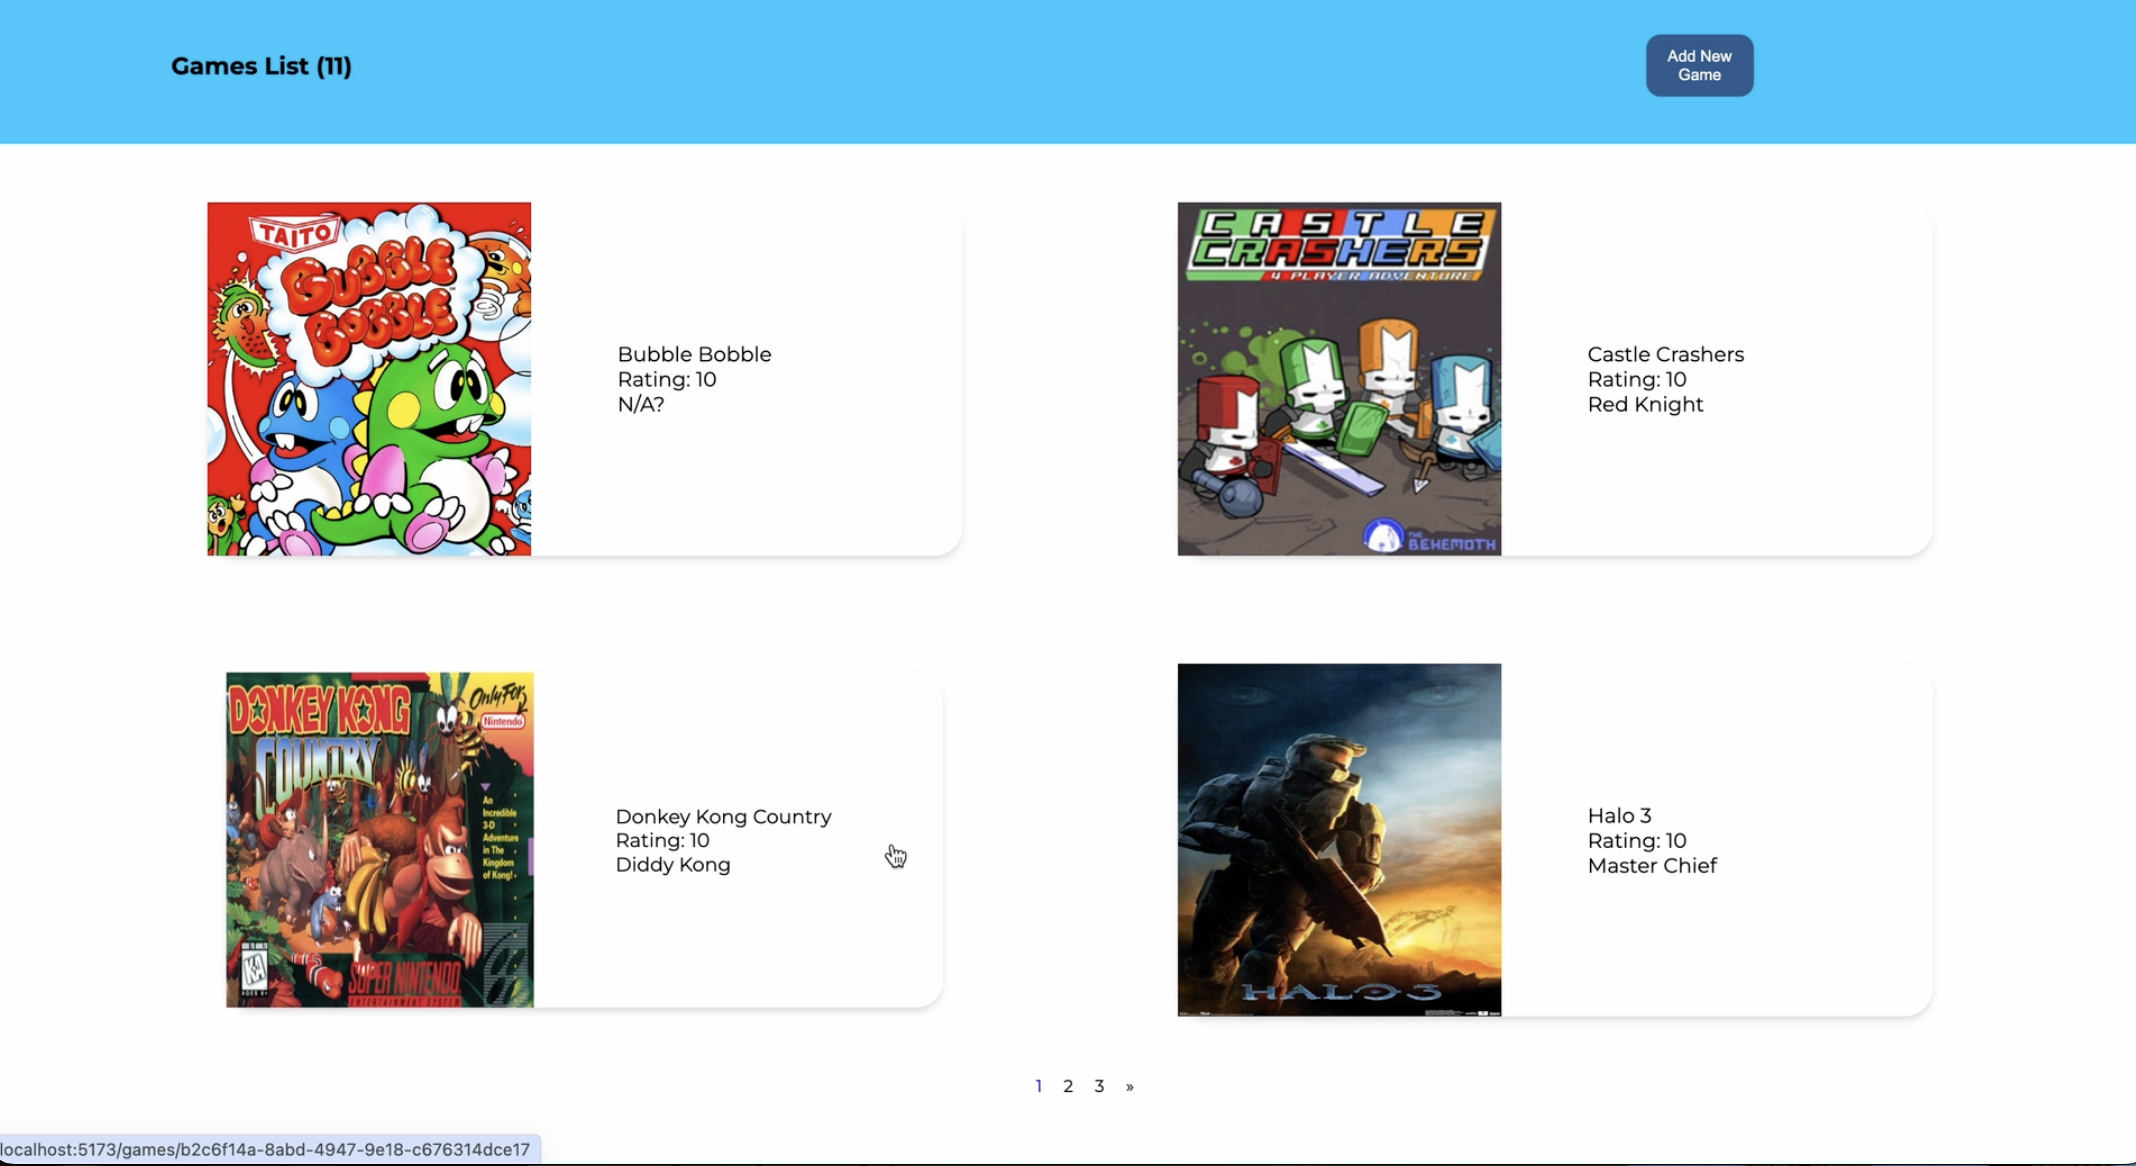 Games List (11)
Add New
Game
TAITO
BUBBLE
BOBBLE
Bubble Bobble
Rating: 10
N/A?
CASTLE
CRASHERS
4 PLAYER ADVENTURE
THE
BEHEMOTH
Castle Crashers
Rating: 10
Red Knight
DONKEY KONG
COUNTRY
Only For
Nintendo
An
Incredible
3-D
Adventure
in The
Kingdom
of Kong!
KA
SUPER NINTENDO
ENTERTAINMENT SYSTEM
Donkey Kong Country
Rating: 10
Diddy Kong
HALO 3
Halo 3
Rating: 10
Master Chief
1 2 3 »
localhost:5173/games/b2c6f14a-8abd-4947-9e18-c676314dce17